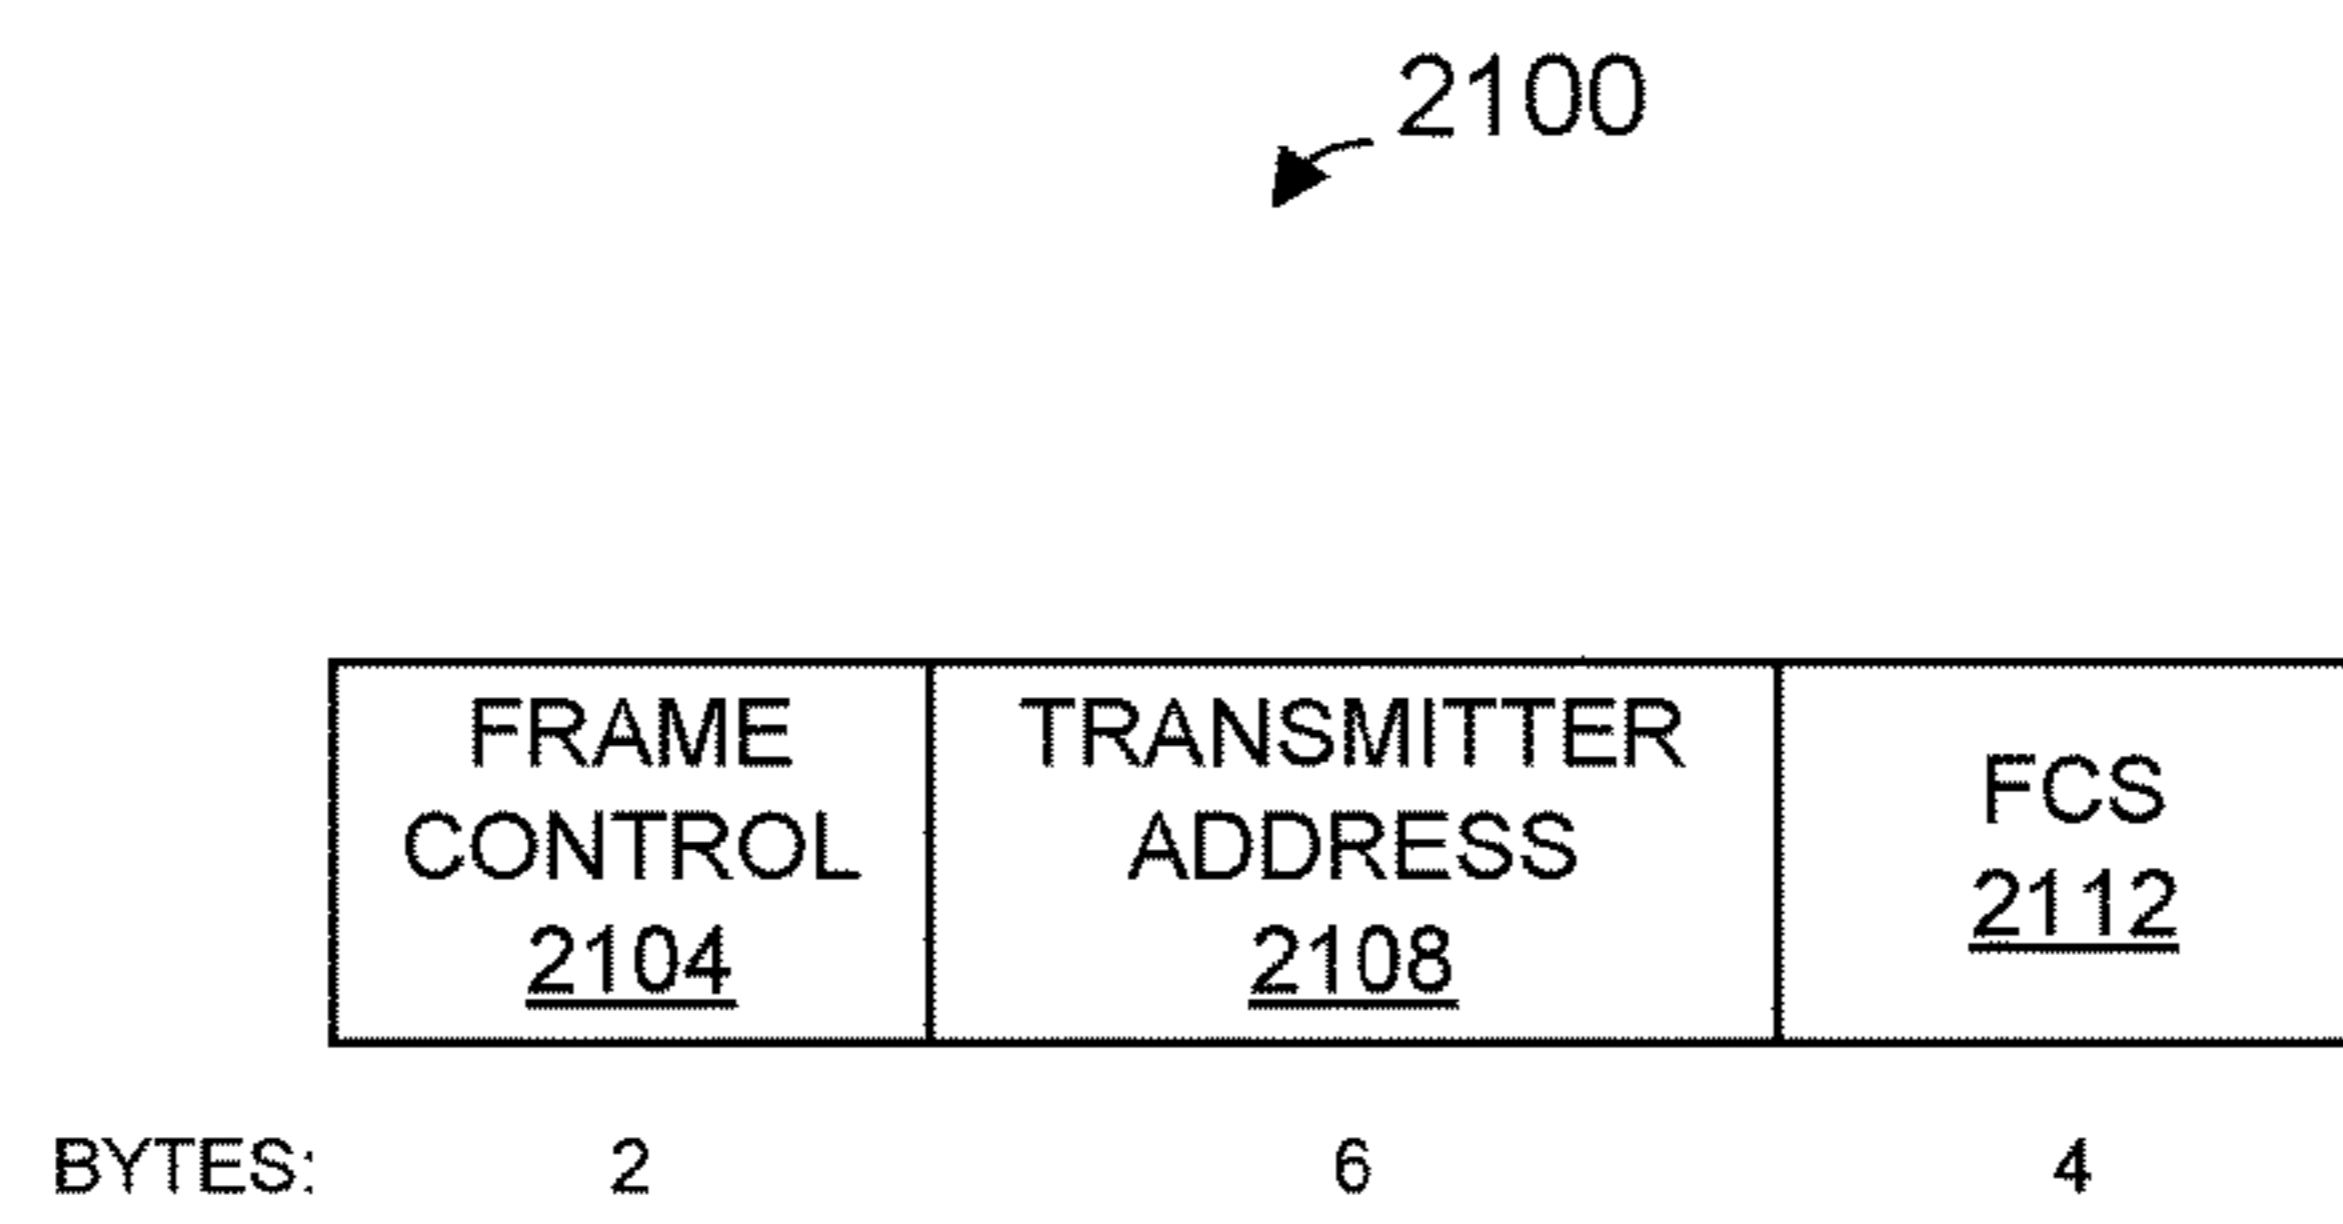 2100
FRAME
CONTROL
2104
TRANSMITTER
ADDRESS
2108
FCS
2112
BYTES: 2 6 4